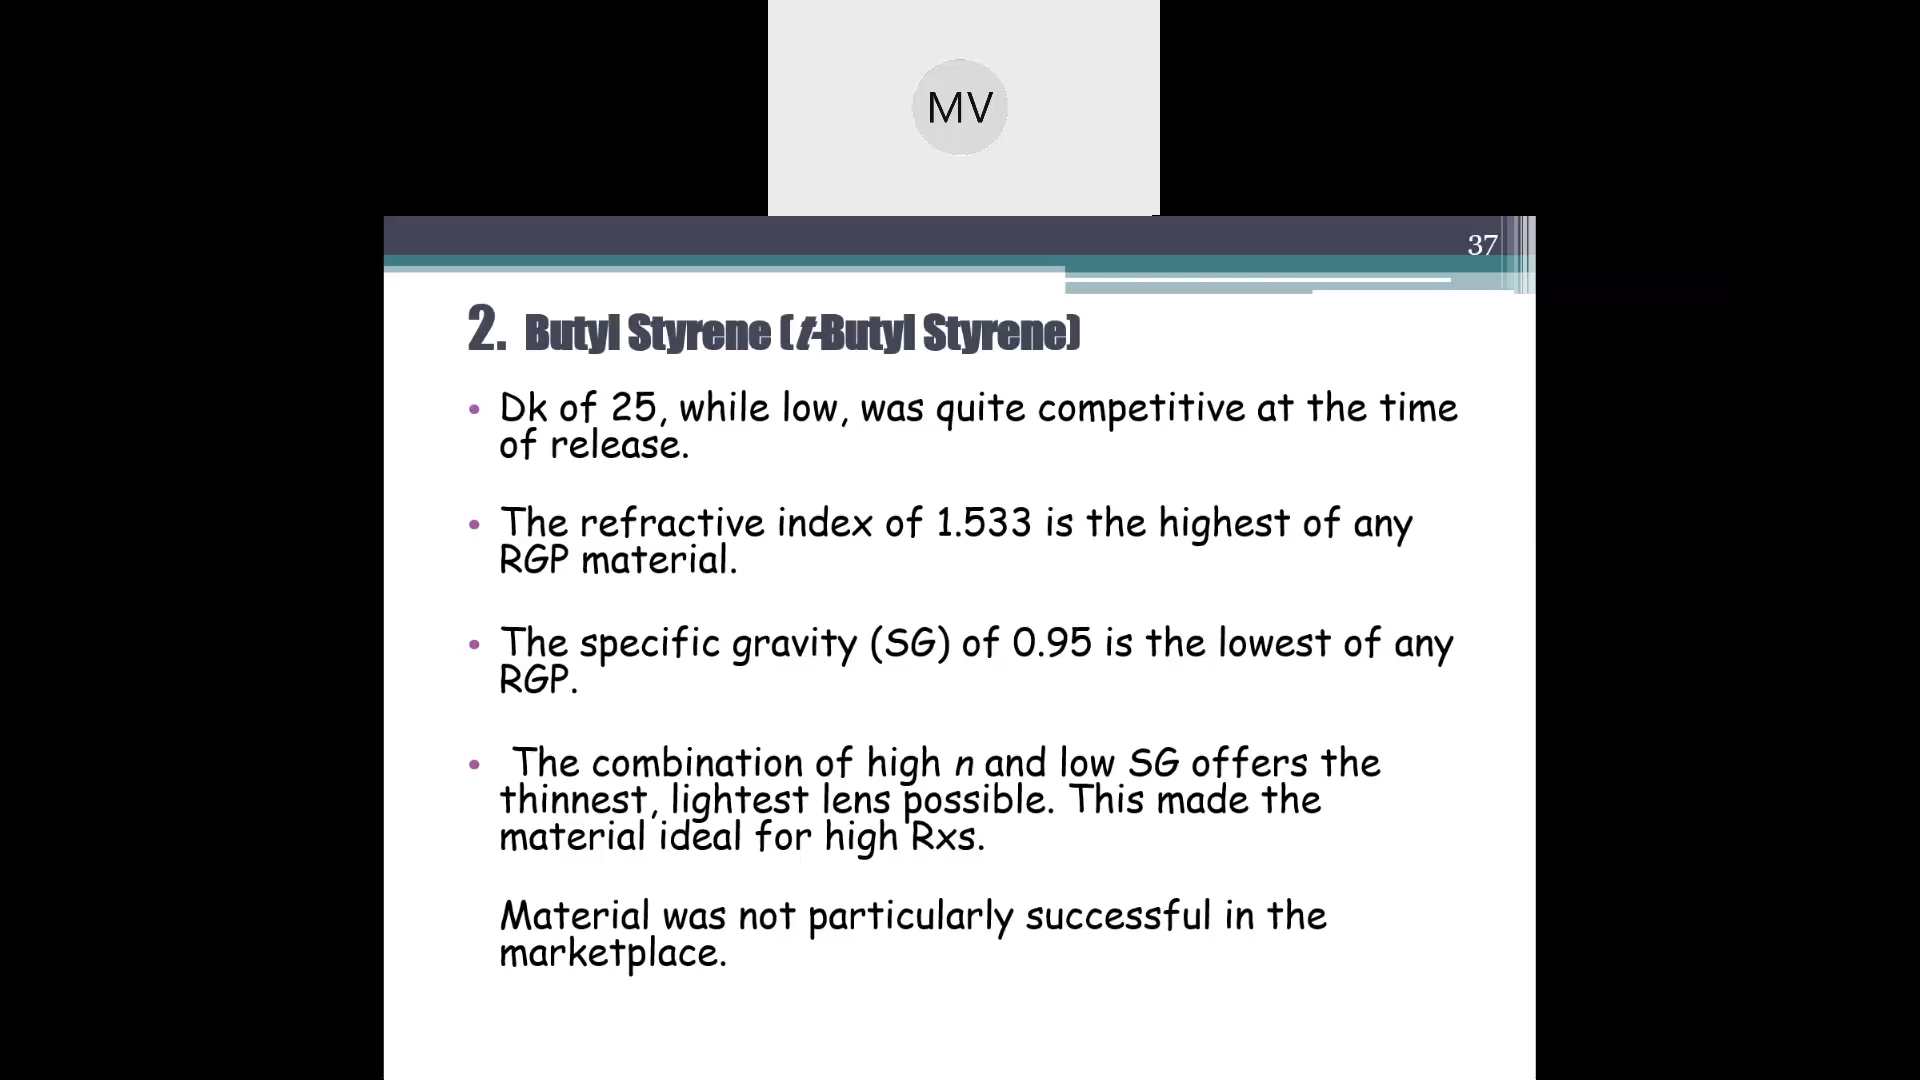 MV
37
2. Butyl Styrene (t-Butyl Styrene)
• Dk of 25, while low, was quite competitive at the time
of release.
• The refractive index of 1.533 is the highest of any
RGP material.
• The specific gravity (SG) of 0.95 is the lowest of any
RGP.
• The combination of high n and low SG offers the
thinnest, lightest lens possible. This made the
material ideal for high Rxs.
Material was not particularly successful in the
marketplace.